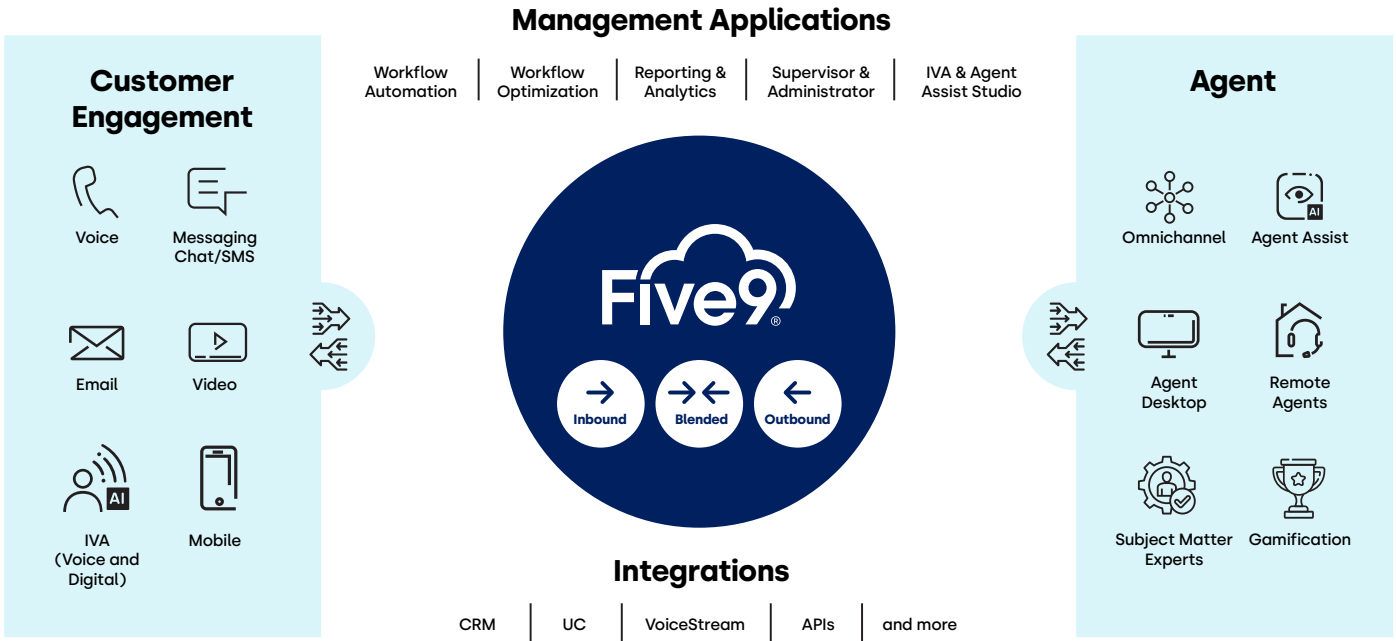 Management Applications
Workflow
Automation
Workflow
Optimization
Reporting &
Analytics
Supervisor &
Administrator
IVA & Agent
Assist Studio
Customer
Engagement
Voice
Messaging
Chat/SMS
Email
Video
AI
IVA
(Voice and
Digital)
Mobile
Five9®
Inbound
Blended
Outbound
Agent
Omnichannel
AI
Agent Assist
Agent
Desktop
Remote
Agents
Subject Matter
Experts
Gamification
Integrations
CRM
UC
VoiceStream
APIs
and more